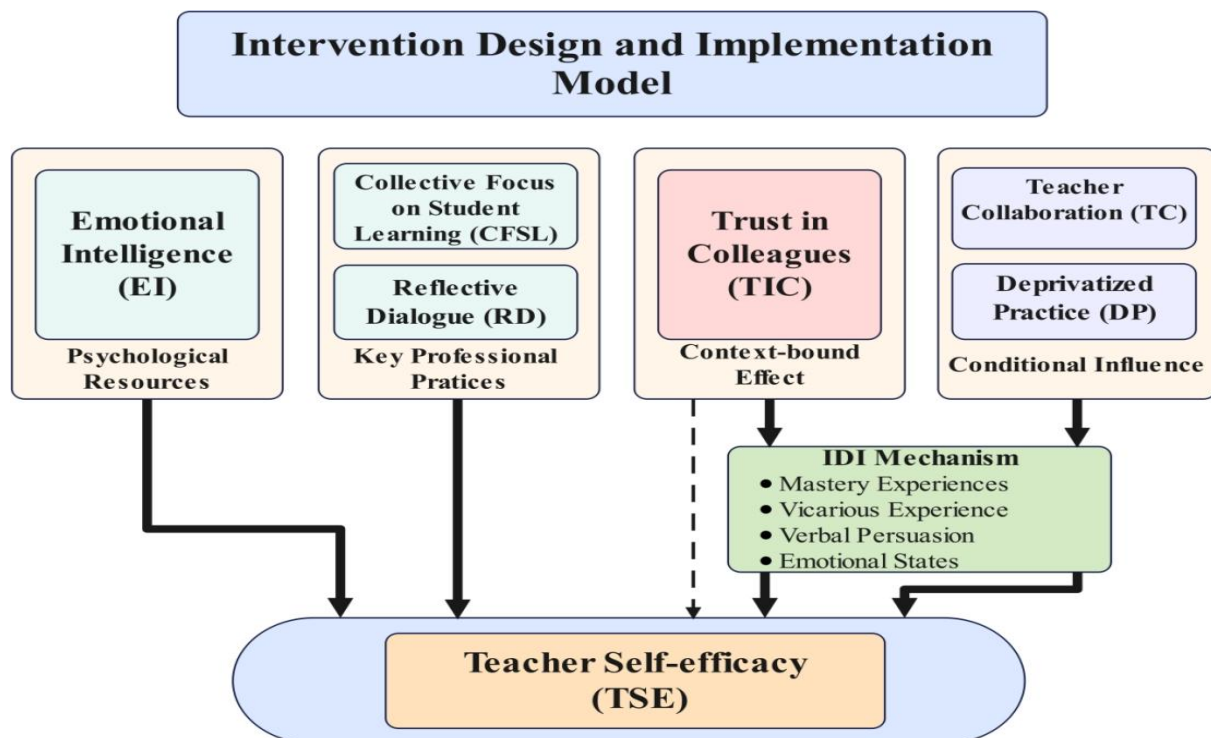 Intervention Design and Implementation
Model
Emotional
Intelligence
(EI)
Psychological
Resources
Collective Focus
on Student
Learning (CFSL)
Reflective
Dialogue (RD)
Key Professional
Pratices
Trust in
Colleagues
(TIC)
Context-bound
Effect
Teacher
Collaboration (TC)
Deprivatized
Practice (DP)
Conditional Influence
IDI Mechanism
• Mastery Experiences
• Vicarious Experience
• Verbal Persuasion
• Emotional States
Teacher Self-efficacy
(TSE)